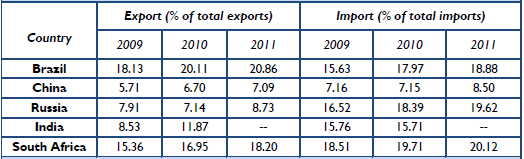 Country Export (% of total exports) Import (% of total imports)
2009 2010 2011 2009 2010 2011
Brazil 18.13 20.11 20.86 15.63 17.97 18.88
China 5.71 6.70 7.09 7.16 7.15 8.50
Russia 7.91 7.14 8.73 16.52 18.39 19.62
India 8.53 11.87 -- 15.76 15.71 --
South Africa 15.36 16.95 18.20 18.51 19.71 20.12